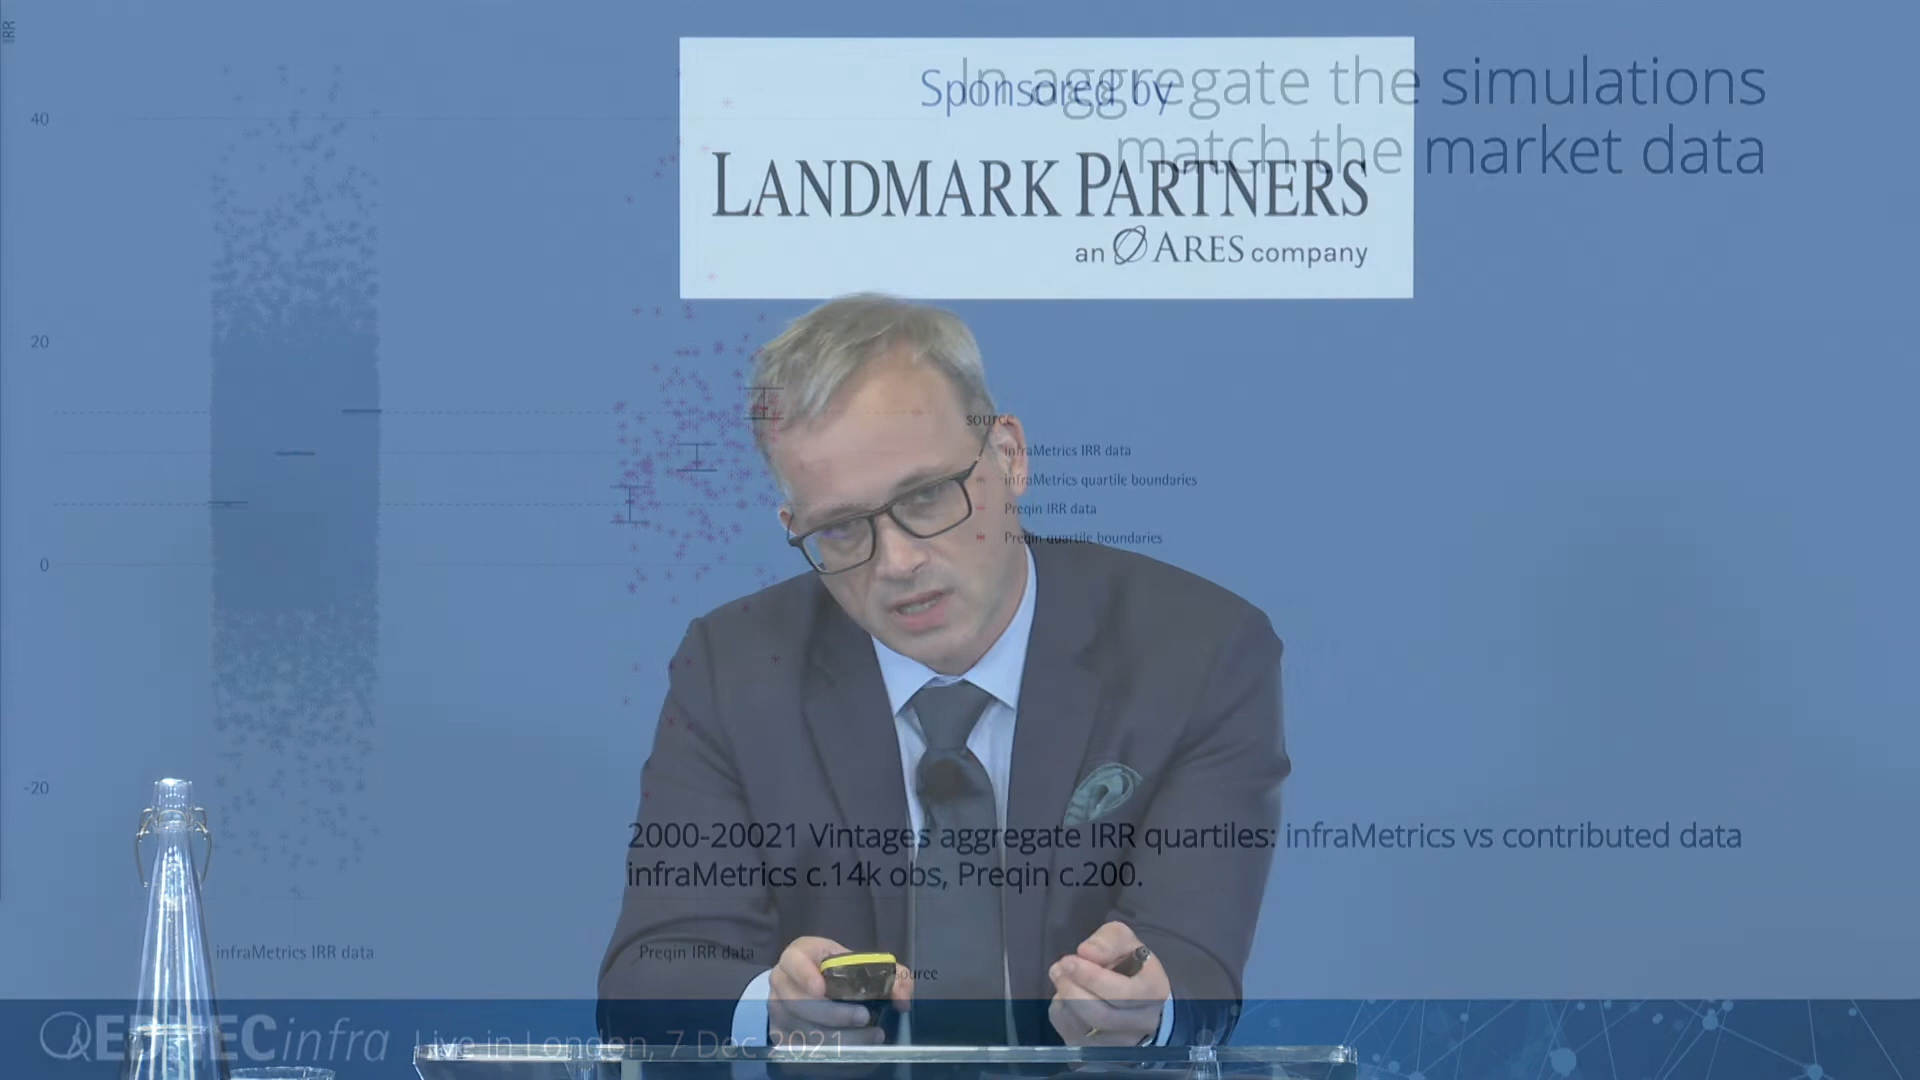 IRR
Sponsored by
In aggregate the simulations
match the market data
LANDMARK PARTNERS
an ARES company
40
20
0
-20
source
infraMetrics IRR data
infraMetrics quartile boundaries
Preqin IRR data
Preqin quartile boundaries
2000-20021 Vintages aggregate IRR quartiles: infraMetrics vs contributed data
infraMetrics c.14k obs, Preqin c.200.
infraMetrics IRR data
Preqin IRR data
source
EDHECinfra
Live in London, 7 Dec 2021